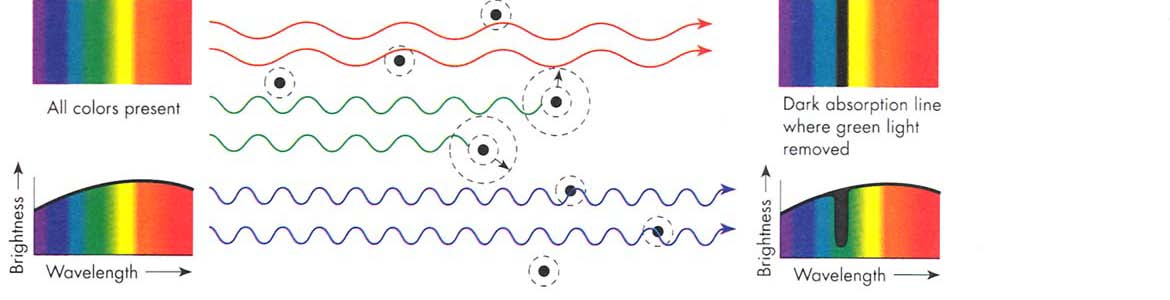 All colors present
Dark absorption line
where green light
removed
Brightness
Wavelength
Brightness
Wavelength